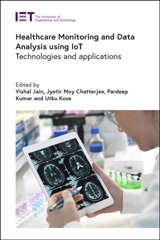 IET
The Institution of
Engineering and Technology
Healthcare Monitoring and Data
Analysis using IoT
Technologies and applications
Edited by
Vishal Jain, Jyotir Moy Chatterjee, Pardeep
Kumar and Utku Kose